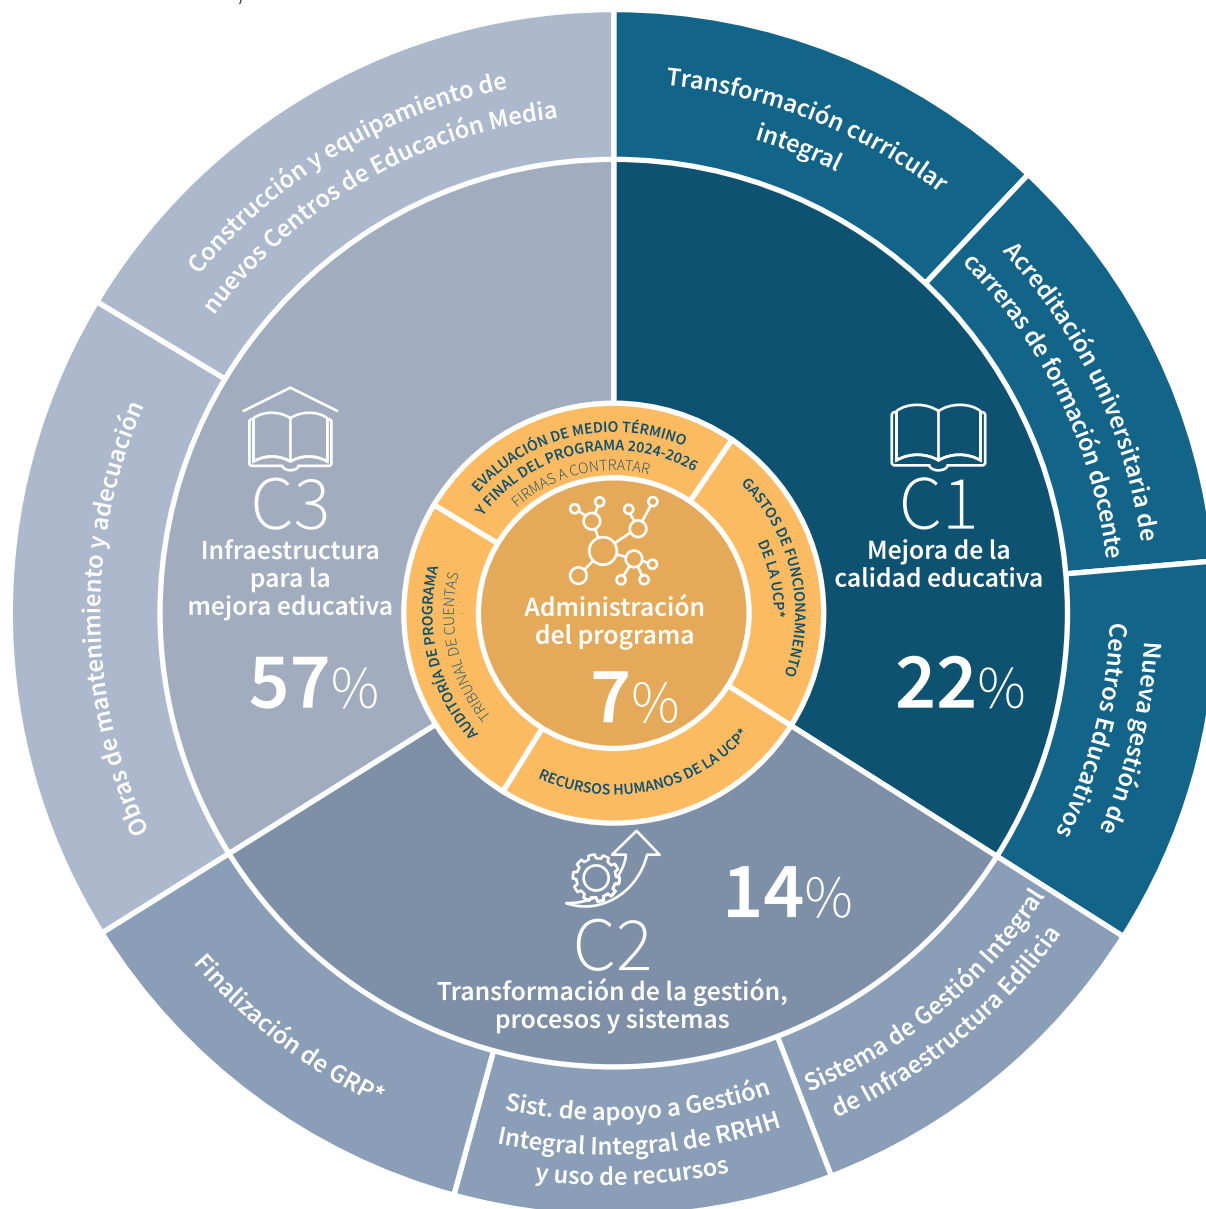 Construcción y equipamiento de
nuevos Centros de Educación Media
Obras de mantenimiento y adecuación
C3
Infraestructura
para la
mejora educativa
57%
Transformación curricular
integral
Acreditación universitaria de
carreras de formación docente
Nueva gestión de
Centros Educativos
C1
Mejora de la
calidad educativa
22%
EVALUACIÓN DE MEDIO TÉRMINO
Y FINAL DEL PROGRAMA 2024-2026
FIRMAS A CONTRATAR
GASTOS DE FUNCIONAMIENTO
DE LA UCP*
RECURSOS HUMANOS DE LA UCP*
AUDITORÍA DE PROGRAMA
TRIBUNAL DE CUENTAS
Administración
del programa
7%
14%
C2
Transformación de la gestión,
procesos y sistemas
Sistema de Gestión Integral
de Infraestructura Edilicia
Sist. de apoyo a Gestión
Integral Integral de RRHH
y uso de recursos
Finalización de GRP*